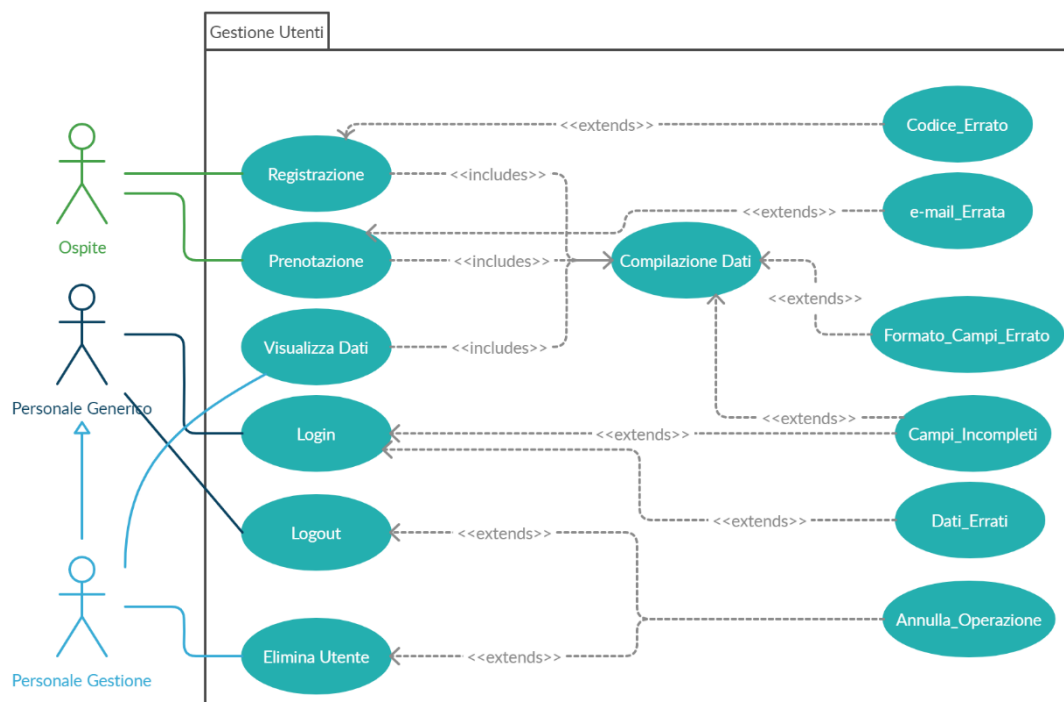 Gestione Utenti
<<extends>>
Codice_Errato
Registrazione
<<includes>>
<<extends>>
e-mail_Errata
Ospite
Prenotazione
<<includes>>
Compilazione Dati
<<extends>>
Formato_Campi_Errato
Visualizza Dati
<<includes>>
Personale Generico
Login
<<extends>>
<<extends>>
Campi_Incompleti
<<extends>>
Dati_Errati
Logout
<<extends>>
Annulla_Operazione
Elimina Utente
<<extends>>
Personale Gestione